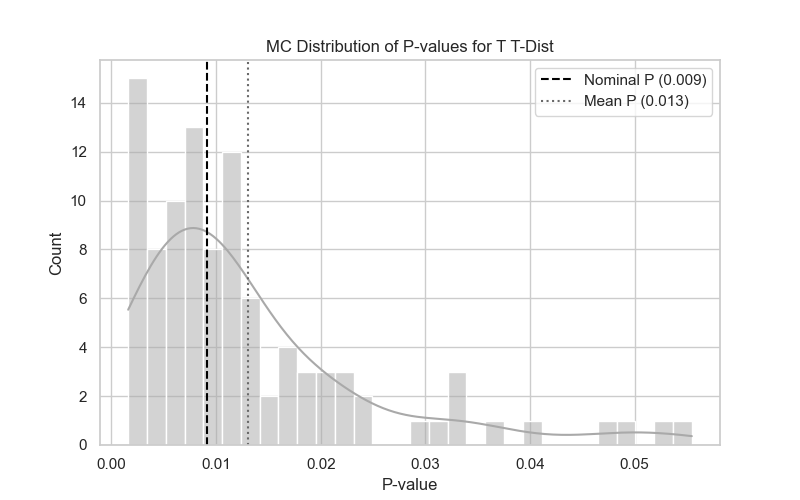 MC Distribution of P-values for T T-Dist
Nominal P (0.009)
Mean P (0.013)
Count
14
12
10
8
6
4
2
0
0.00 0.01 0.02 0.03 0.04 0.05
P-value